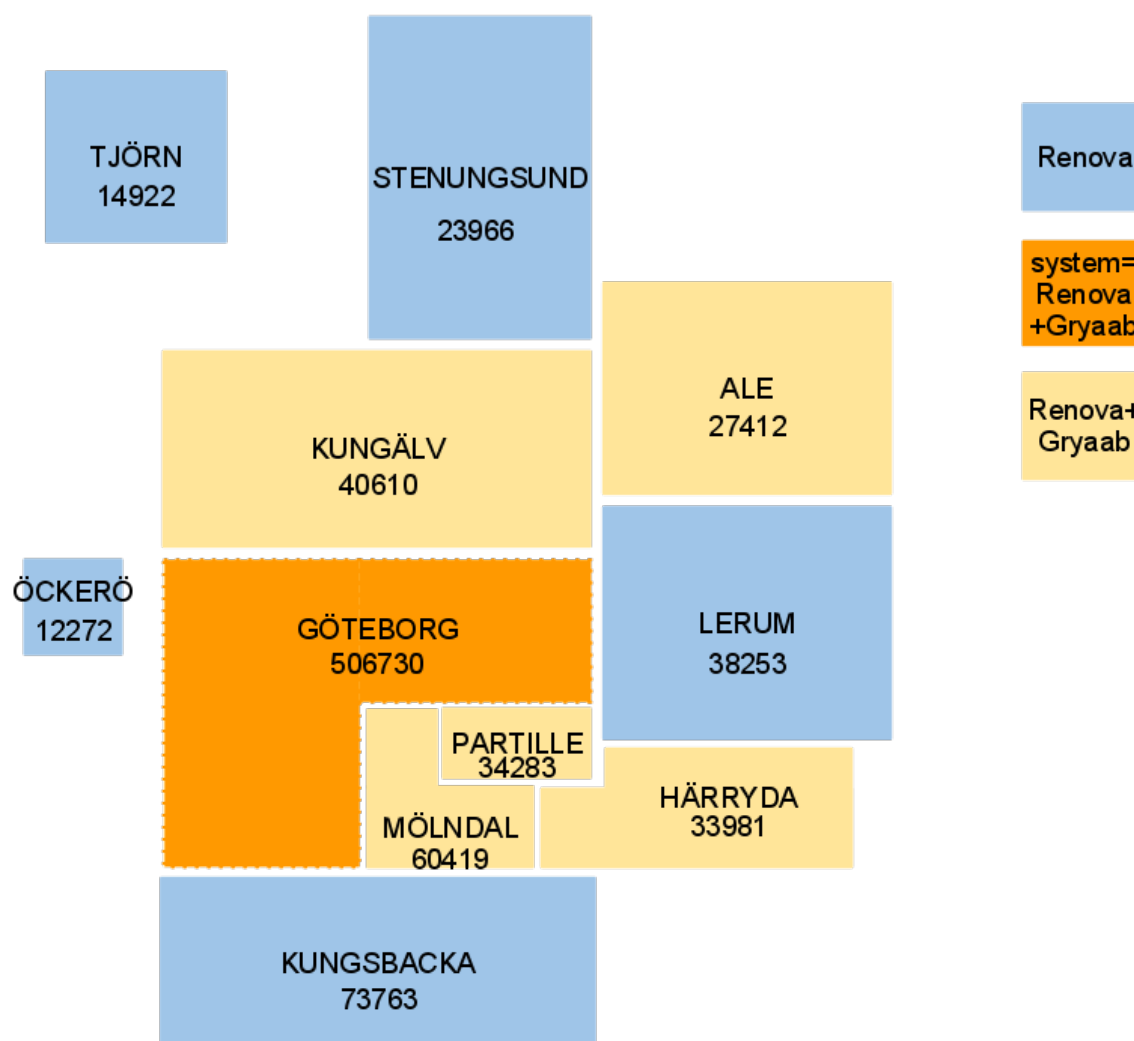 TJÖRN
14922
STENUNGSUND
23966
Renova
system=
Renova
+Gryaab
ALE
27412
Renova+
Gryaab
KUNGÄLV
40610
ÖCKERÖ
12272
GÖTEBORG
506730
LERUM
38253
PARTILLE
34283
HÄRRYDA
33981
MÖLNDAL
60419
KUNGSBACKA
73763